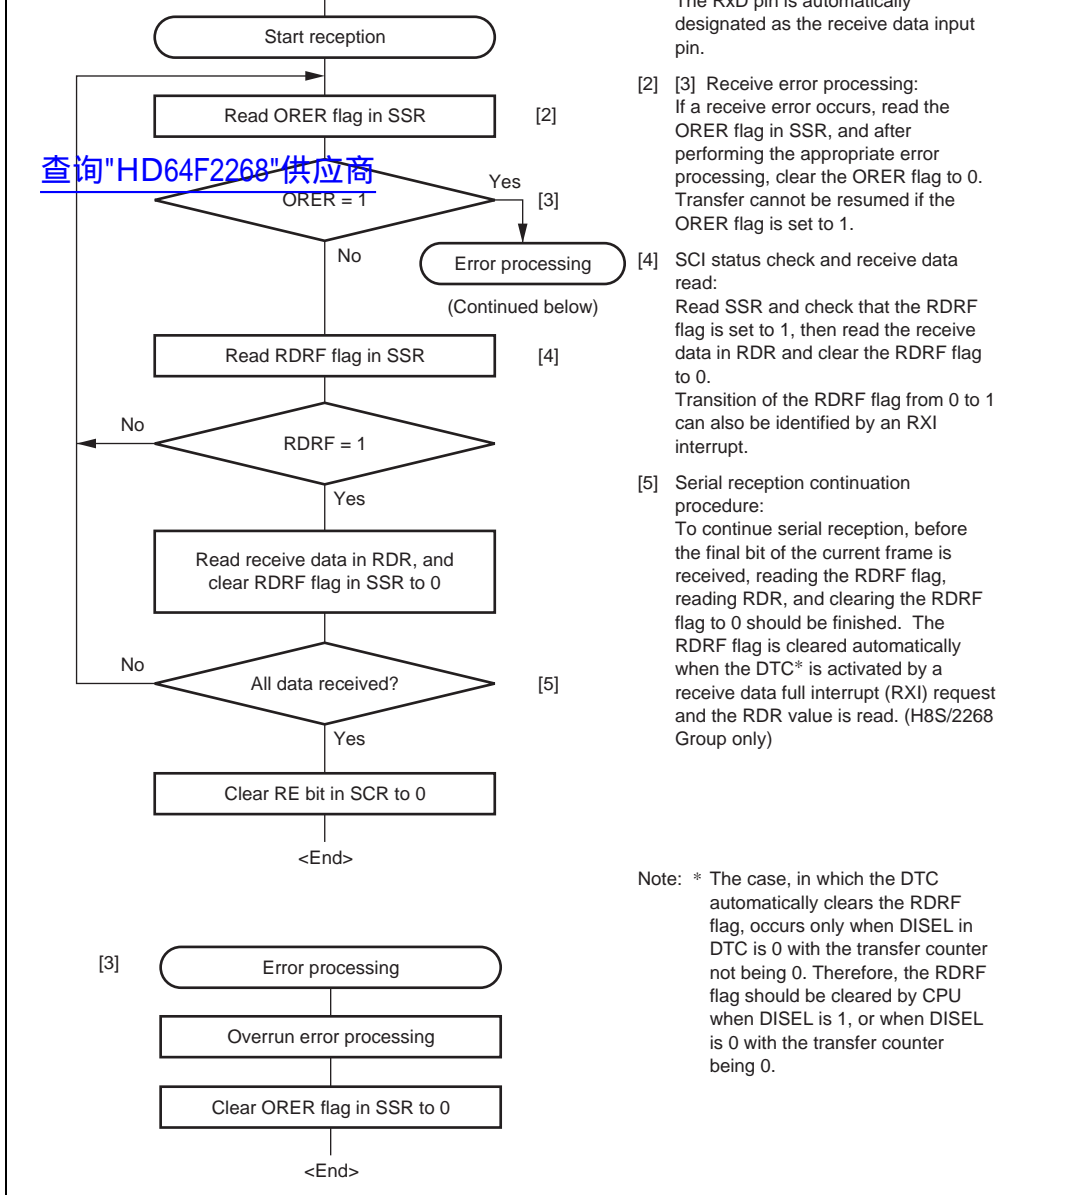 Start reception
Read ORER flag in SSR
[2]
查询"HD64F2268"供应商
ORER = 1
Yes
[3]
No
Error processing
(Continued below)
Read RDRF flag in SSR
[4]
No
RDRF = 1
Yes
Read receive data in RDR, and
clear RDRF flag in SSR to 0
No
All data received?
[5]
Yes
Clear RE bit in SCR to 0
<End>
[3]
Error processing
Overrun error processing
Clear ORER flag in SSR to 0
<End>
The RxD pin is automatically
designated as the receive data input
pin.
[2] [3] Receive error processing:
If a receive error occurs, read the
ORER flag in SSR, and after
performing the appropriate error
processing, clear the ORER flag to 0.
Transfer cannot be resumed if the
ORER flag is set to 1.
[4] SCI status check and receive data
read:
Read SSR and check that the RDRF
flag is set to 1, then read the receive
data in RDR and clear the RDRF flag
to 0.
Transition of the RDRF flag from 0 to 1
can also be identified by an RXI
interrupt.
[5] Serial reception continuation
procedure:
To continue serial reception, before
the final bit of the current frame is
received, reading the RDRF flag,
reading RDR, and clearing the RDRF
flag to 0 should be finished. The
RDRF flag is cleared automatically
when the DTC* is activated by a
receive data full interrupt (RXI) request
and the RDR value is read. (H8S/2268
Group only)
Note: * The case, in which the DTC
automatically clears the RDRF
flag, occurs only when DISEL in
DTC is 0 with the transfer counter
not being 0. Therefore, the RDRF
flag should be cleared by CPU
when DISEL is 1, or when DISEL
is 0 with the transfer counter
being 0.